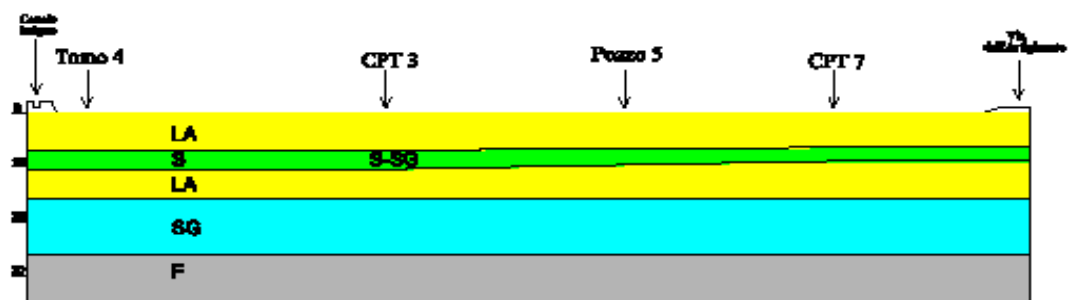 Tomo 4
CPT 3
Pozzo 5
CPT 7
LA
S
S-SG
LA
SG
F